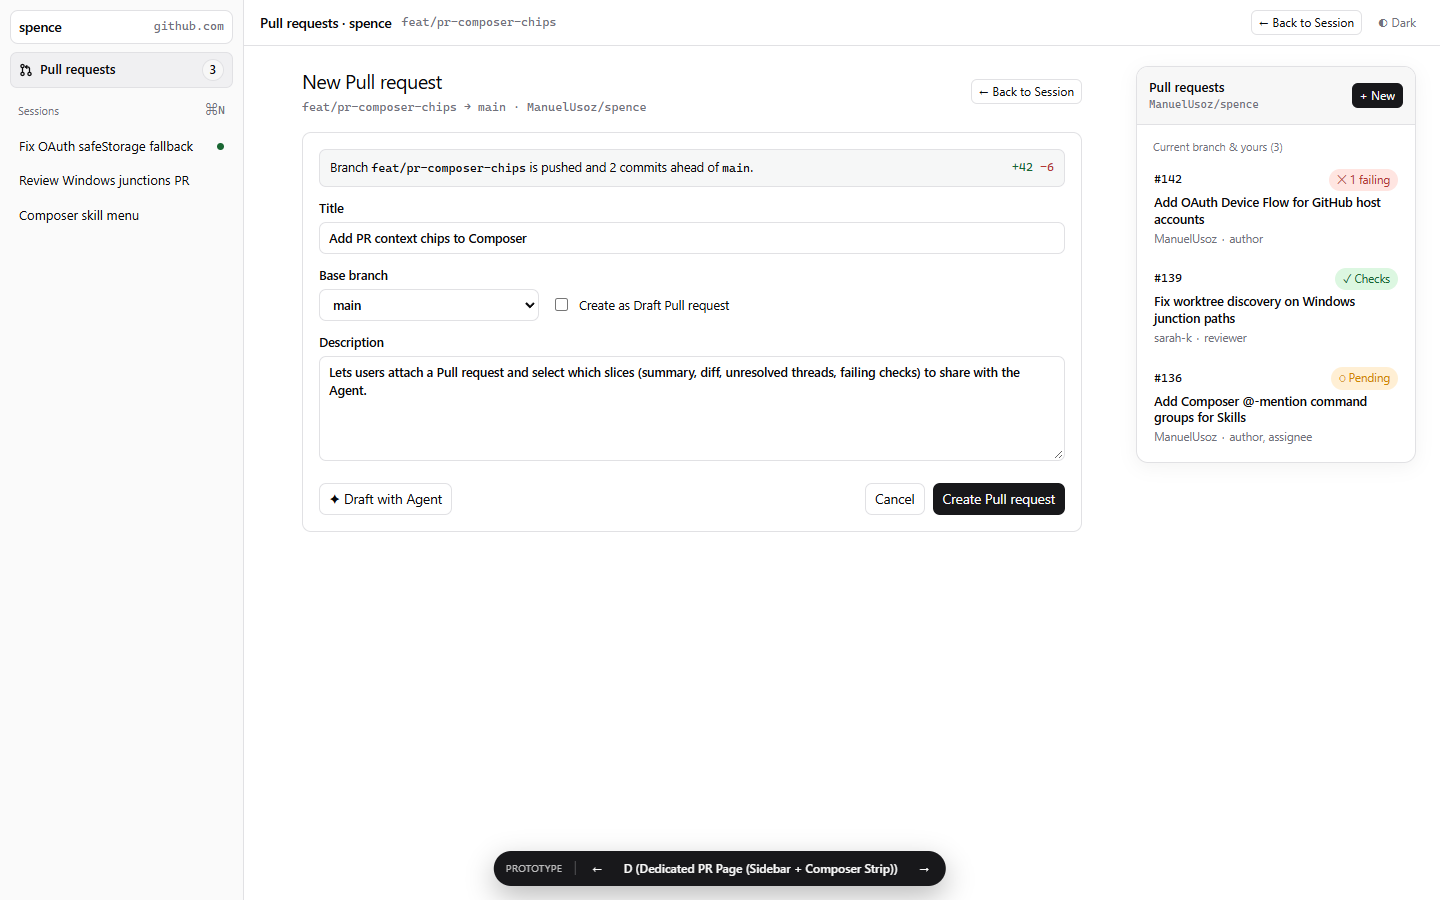 spence github.com
Pull requests 3
Sessions ⌘N
Fix OAuth safeStorage fallback
Review Windows junctions PR
Composer skill menu
Pull requests · spence feat/pr-composer-chips
← Back to Session
◐ Dark
New Pull request
feat/pr-composer-chips → main · ManuelUsoz/spence
← Back to Session
Branch feat/pr-composer-chips is pushed and 2 commits ahead of main. +42 −6
Title
Add PR context chips to Composer
Base branch
main
Create as Draft Pull request
Description
Lets users attach a Pull request and select which slices (summary, diff, unresolved threads, failing checks) to share with the
Agent.
✦ Draft with Agent
Cancel
Create Pull request
Pull requests
ManuelUsoz/spence
+ New
Current branch & yours (3)
#142 ✕ 1 failing
Add OAuth Device Flow for GitHub host
accounts
ManuelUsoz · author
#139 ✓ Checks
Fix worktree discovery on Windows
junction paths
sarah-k · reviewer
#136 ○ Pending
Add Composer @-mention command
groups for Skills
ManuelUsoz · author, assignee
PROTOTYPE ← D (Dedicated PR Page (Sidebar + Composer Strip)) →